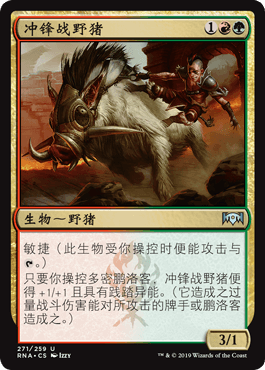 冲锋战野猪 1
生物～野猪
敏捷（此生物受你操控时便能攻击与
。）
只要你操控多密鹏洛客，冲锋战野猪便
得 +1/+1 且具有践踏异能。（它造成之过
量战斗伤害能对所攻击的牌手或鹏洛客
造成之。）
3/1
271/259 U
RNA • CS Izzy
™ & © 2019 Wizards of the Coast